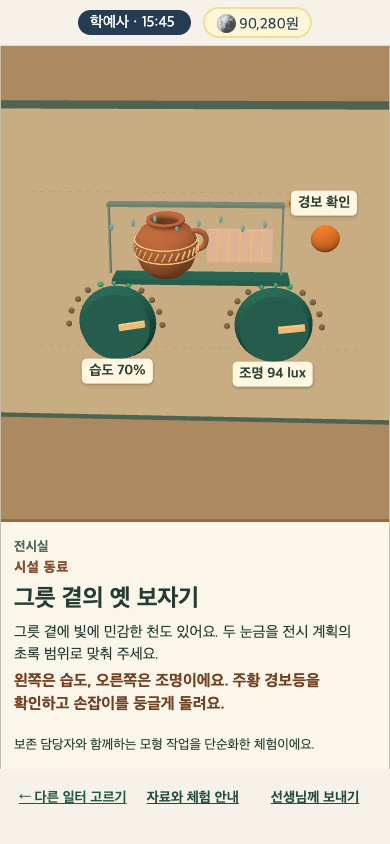 학예사 · 15:45
90,280원
경보 확인
습도 70%
조명 94 lux
전시실
시설 동료
그릇 곁의 옛 보자기
그릇 곁에 빛에 민감한 천도 있어요. 두 눈금을 전시 계획의
초록 범위로 맞춰 주세요.
왼쪽은 습도, 오른쪽은 조명이에요. 주황 경보등을
확인하고 손잡이를 둥글게 돌려요.
보존 담당자와 함께하는 모형 작업을 단순화한 체험이에요.
← 다른 일터 고르기
자료와 체험 안내
선생님께 보내기